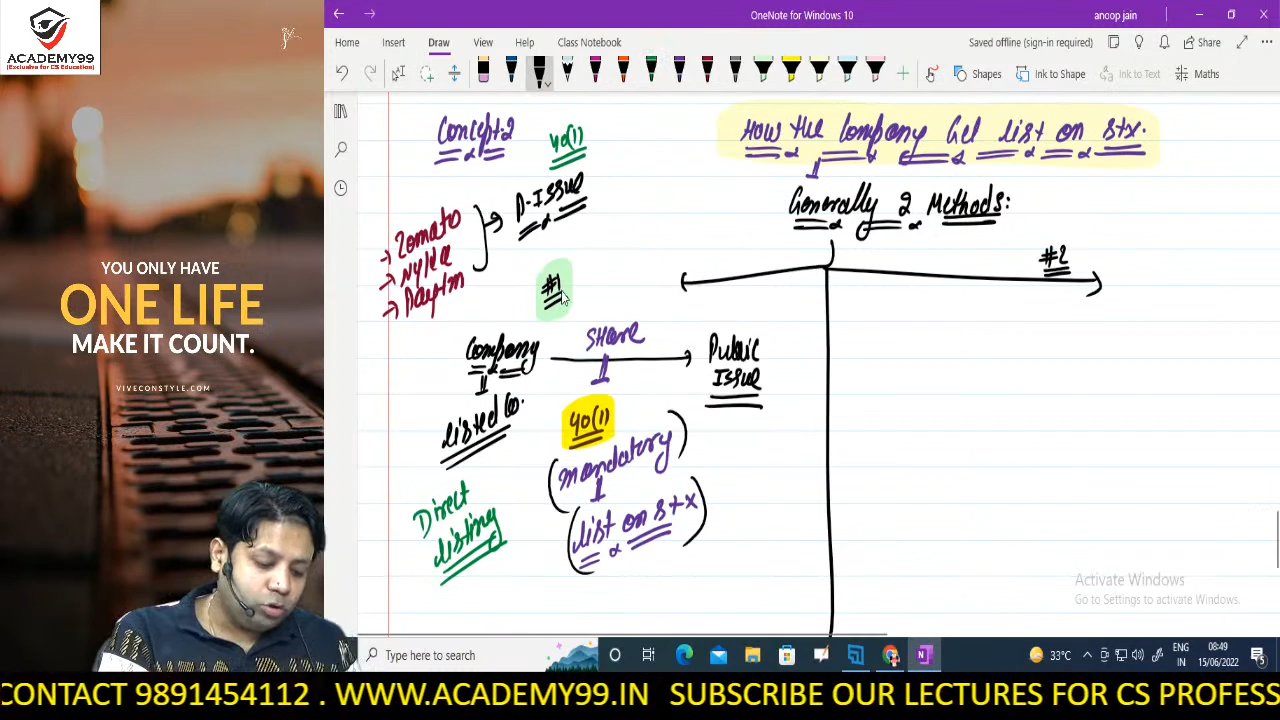 ACADEMY99
(Exclusive for CS Education)
YOU ONLY HAVE
ONE LIFE
MAKE IT COUNT.
VIVECONSTYLE.COM
OneNote for Windows 10
anoop jain
Home Insert Draw View Help Class Notebook
Saved offline (sign-in required)
Share
Shapes
Ink to Shape
Ink to Text
Maths
Concept-2
40(1)
P-Issue
→ Zomato
→ Nykaa
→ Paytm
#1
Company
Share
Public
Issue
Listed Co.
40(1)
(mandatory)
(list on stx)
Direct
listing
How the Company Get list on stx.
Generally 2 Methods:
#2
Activate Windows
Go to Settings to activate Windows.
Type here to search
33°C
ENG
IN
08:49
15/06/2022
5
CONTACT 9891454112 . WWW.ACADEMY99.IN SUBSCRIBE OUR LECTURES FOR CS PROFESS